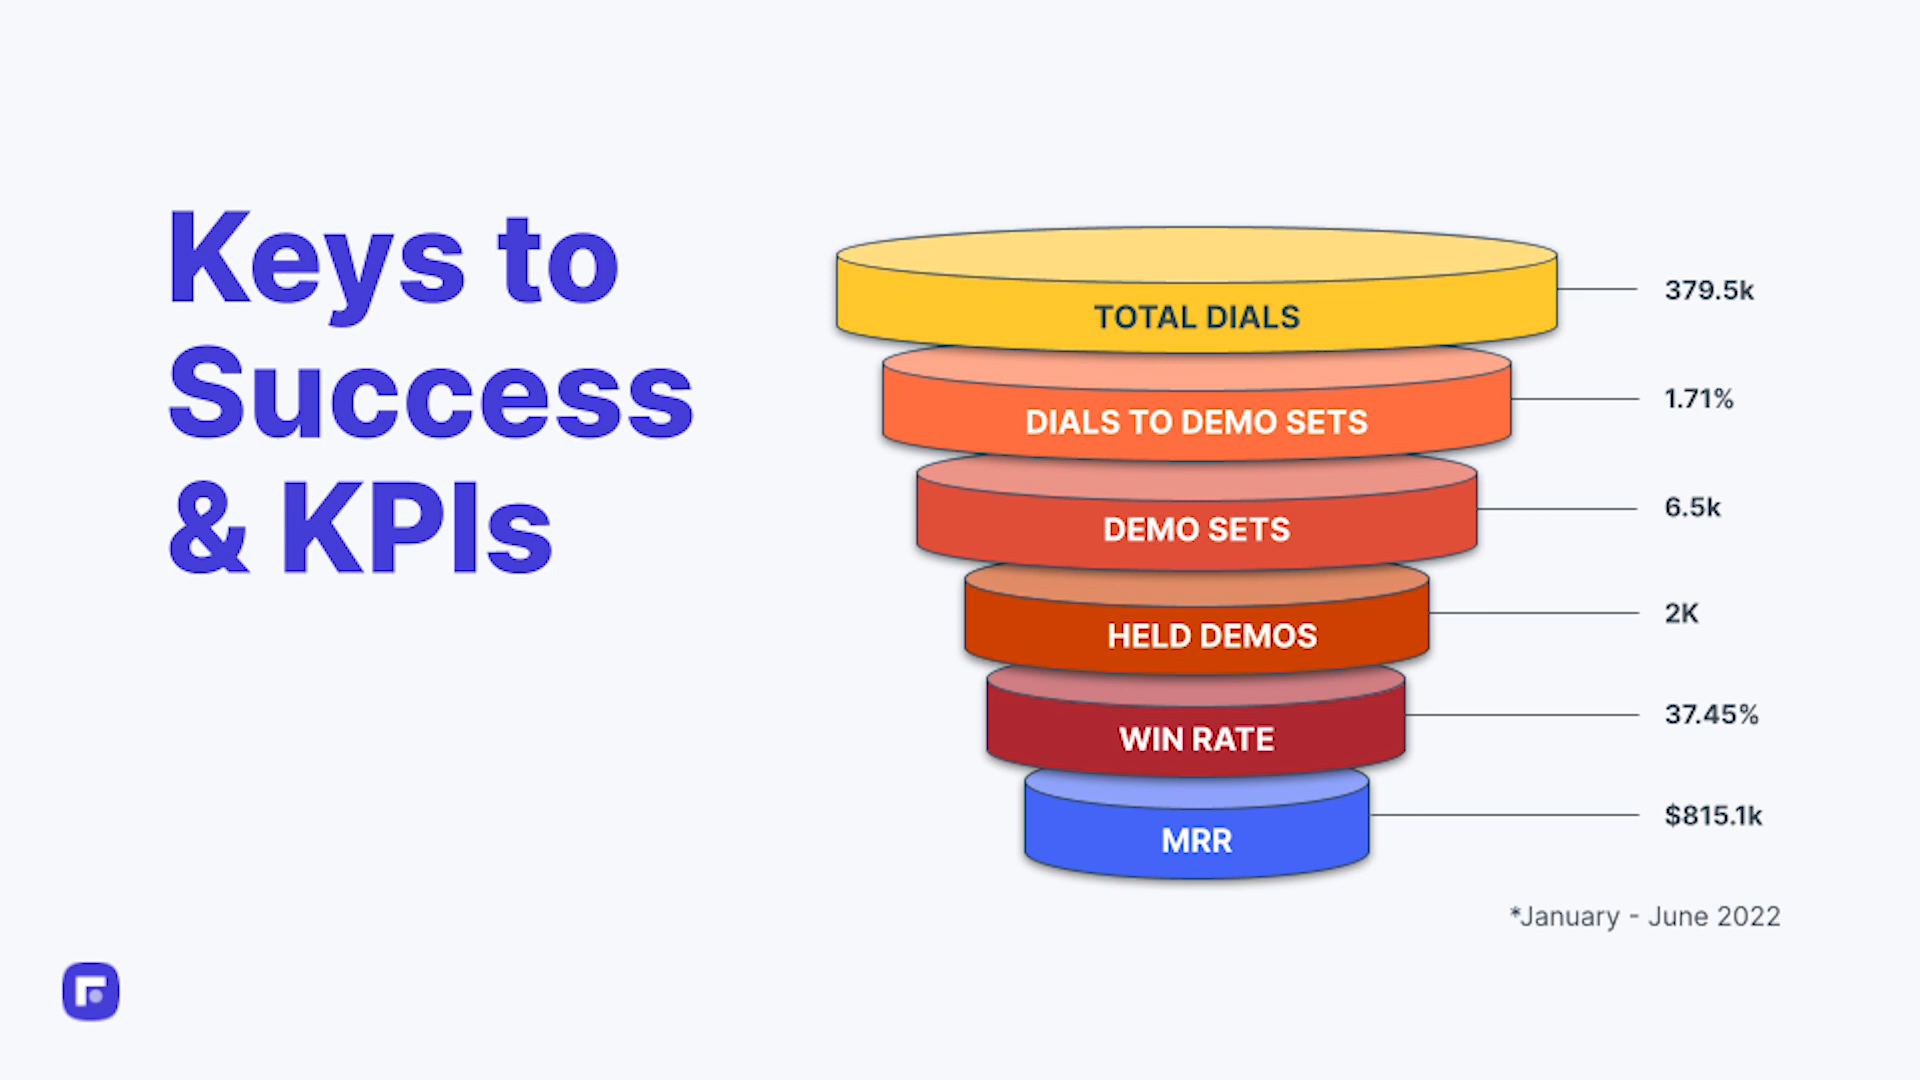 Keys to
Success
& KPIs
TOTAL DIALS
379.5k
DIALS TO DEMO SETS
1.71%
DEMO SETS
6.5k
HELD DEMOS
2K
WIN RATE
37.45%
MRR
$815.1k
*January - June 2022